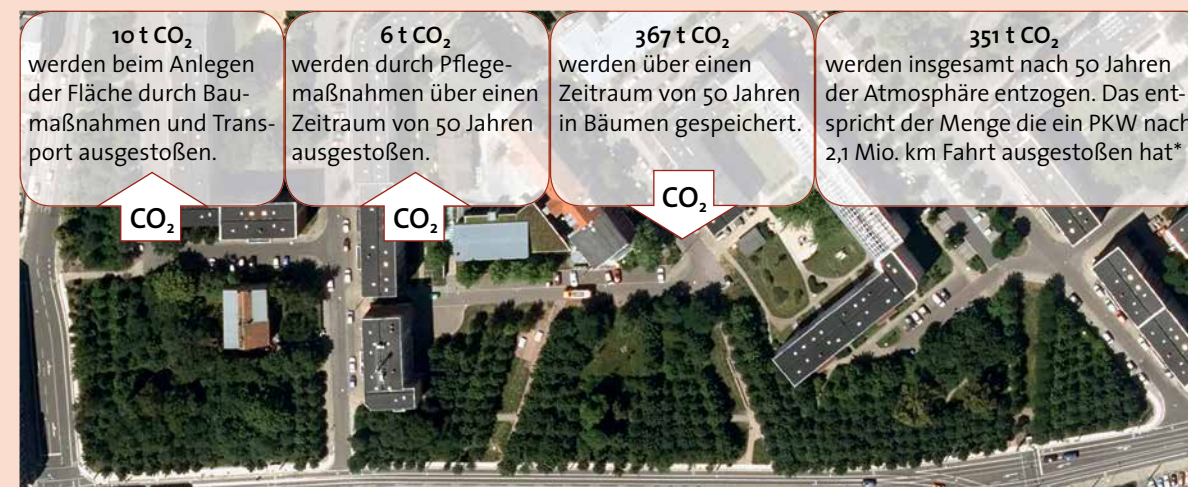 10 t CO₂
werden beim Anlegen
der Fläche durch Bau-
maßnahmen und Trans-
port ausgestoßen.
6 t CO₂
werden durch Pflege-
maßnahmen über einen
Zeitraum von 50 Jahren
ausgestoßen.
367 t CO₂
werden über einen
Zeitraum von 50 Jahren
in Bäumen gespeichert.
351 t CO₂
werden insgesamt nach 50 Jahren
der Atmosphäre entzogen. Das ent-
spricht der Menge die ein PKW nach
2,1 Mio. km Fahrt ausgestoßen hat*
CO₂
CO₂
CO₂